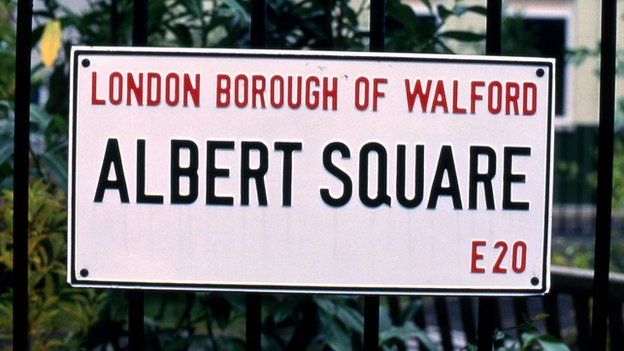 LONDON BOROUGH OF WALFORD
ALBERT SQUARE
E20